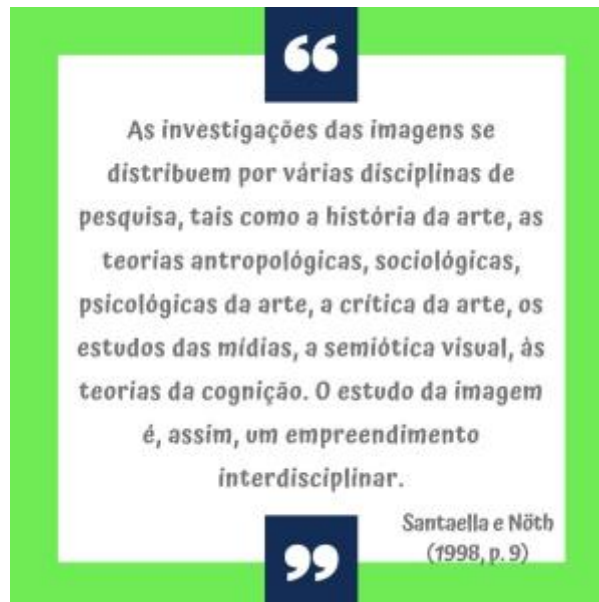 “
As investigações das imagens se
distribuem por várias disciplinas de
pesquisa, tais como a história da arte, as
teorias antropológicas, sociológicas,
psicológicas da arte, a crítica da arte, os
estudos das mídias, a semiótica visual, às
teorias da cognição. O estudo da imagem
é, assim, um empreendimento
interdisciplinar.
Santaella e Nöth
(1998, p. 9)
”